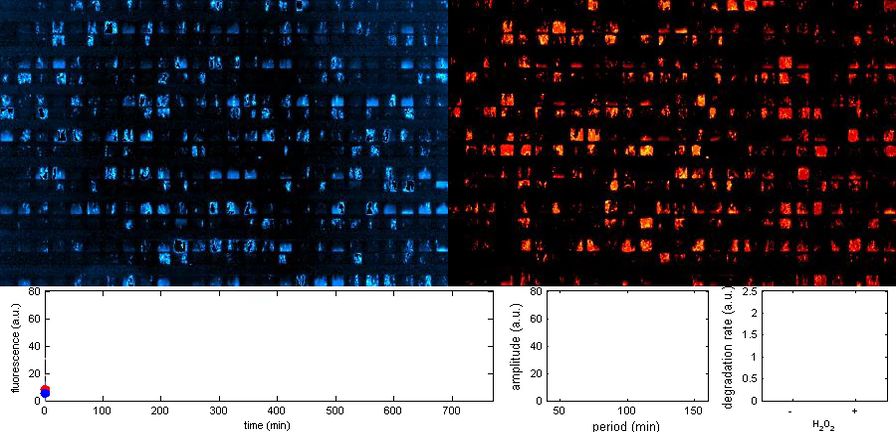 80
60
40
20
0
fluorescence (a.u.)
0 100 200 300 400 500 600 700
time (min)
80
60
40
20
0
amplitude (a.u.)
50 100 150
period (min)
2.5
2
1.5
1
0.5
0
degradation rate (a.u.)
- +
H₂O₂